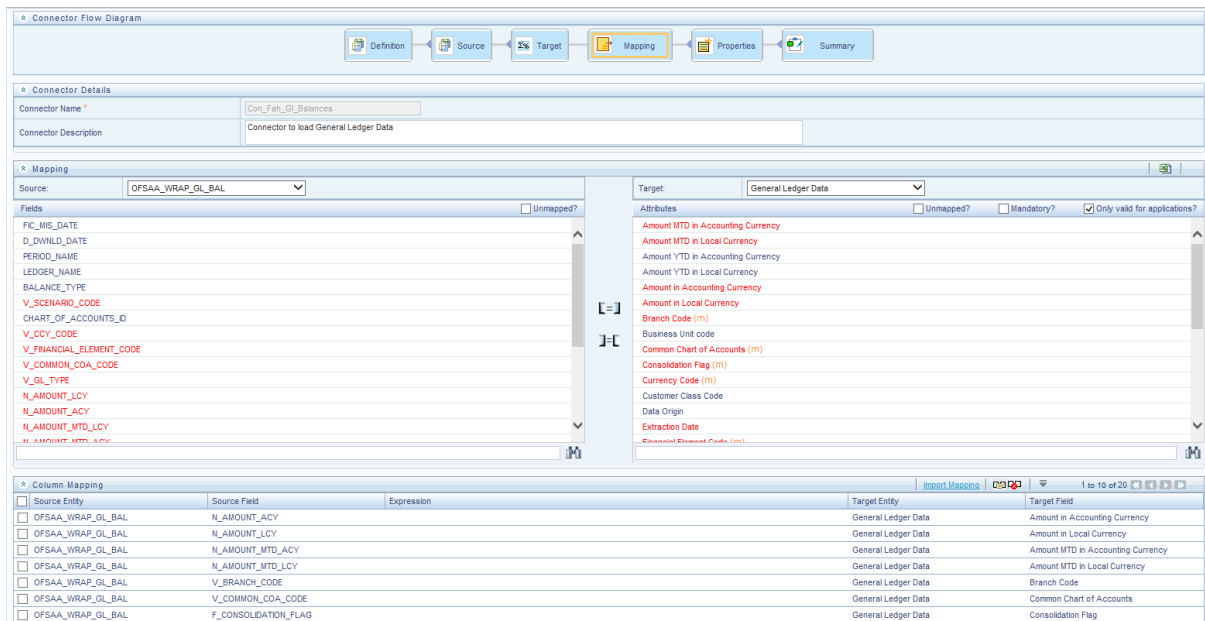 Connector Flow Diagram
Definition Source Target Mapping Properties Summary
Connector Details
Connector Name * Con_Fah_Gl_Balances
Connector Description Connector to load General Ledger Data
Mapping
Source: OFSAA_WRAP_GL_BAL Target: General Ledger Data
Fields Unmapped? Attributes Unmapped? Mandatory? Only valid for applications?
FIC_MIS_DATE Amount MTD in Accounting Currency
D_DWNLD_DATE Amount MTD in Local Currency
PERIOD_NAME Amount YTD in Accounting Currency
LEDGER_NAME Amount YTD in Local Currency
BALANCE_TYPE Amount in Accounting Currency
V_SCENARIO_CODE Amount in Local Currency
CHART_OF_ACCOUNTS_ID Branch Code (m)
V_CCY_CODE Business Unit code
V_FINANCIAL_ELEMENT_CODE Common Chart of Accounts (m)
V_COMMON_COA_CODE Consolidation Flag (m)
V_GL_TYPE Currency Code (m)
N_AMOUNT_LCY Customer Class Code
N_AMOUNT_ACY Data Origin
N_AMOUNT_MTD_LCY Extraction Date
N_AMOUNT_MTD_ACY Financial Element Code (m)
Column Mapping Import Mapping 1 to 10 of 20
Source Entity Source Field Expression Target Entity Target Field
OFSAA_WRAP_GL_BAL N_AMOUNT_ACY General Ledger Data Amount in Accounting Currency
OFSAA_WRAP_GL_BAL N_AMOUNT_LCY General Ledger Data Amount in Local Currency
OFSAA_WRAP_GL_BAL N_AMOUNT_MTD_ACY General Ledger Data Amount MTD in Accounting Currency
OFSAA_WRAP_GL_BAL N_AMOUNT_MTD_LCY General Ledger Data Amount MTD in Local Currency
OFSAA_WRAP_GL_BAL V_BRANCH_CODE General Ledger Data Branch Code
OFSAA_WRAP_GL_BAL V_COMMON_COA_CODE General Ledger Data Common Chart of Accounts
OFSAA_WRAP_GL_BAL F_CONSOLIDATION_FLAG General Ledger Data Consolidation Flag